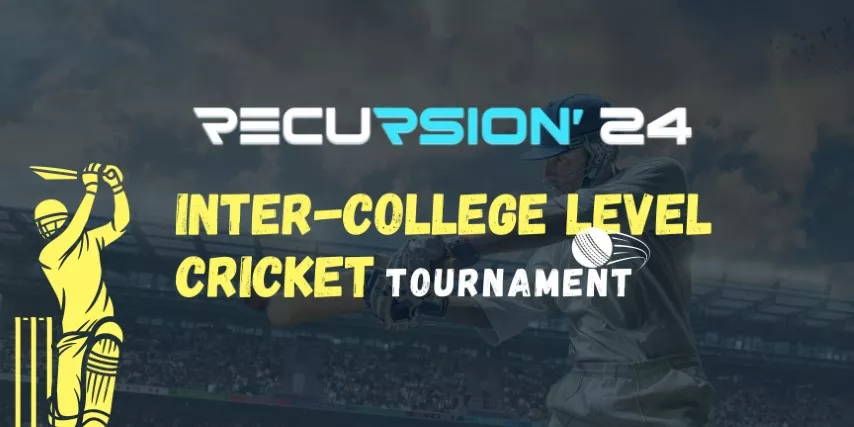 RECURSION' 24
INTER-COLLEGE LEVEL
CRICKET TOURNAMENT